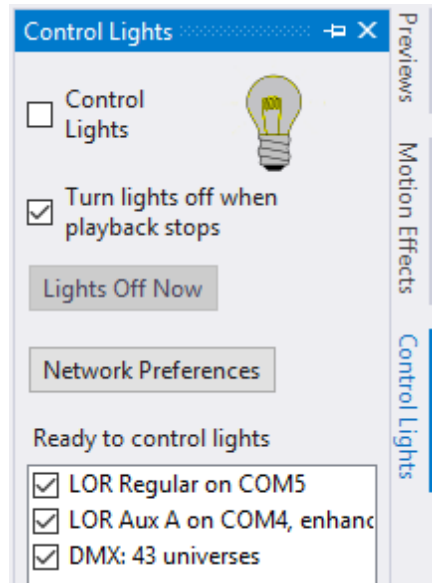 Control Lights
Control
Lights
Turn lights off when
playback stops
Lights Off Now
Network Preferences
Ready to control lights
LOR Regular on COM5
LOR Aux A on COM4, enhanc
DMX: 43 universes
Previews
Motion Effects
Control Lights